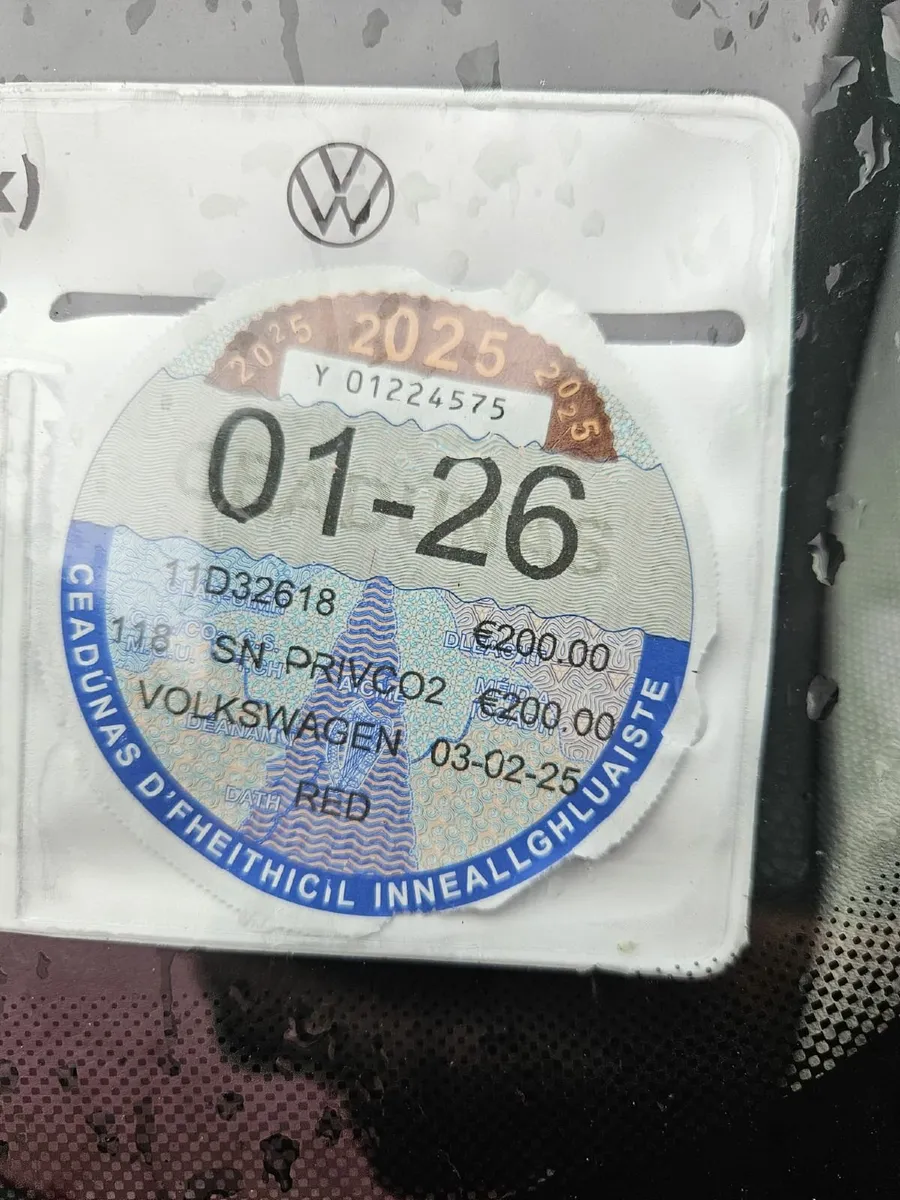 x)
2025 2025 2025
Y 01224575
01-26
11D32618
€200.00
118 SN PRIVCO2 €200.00
VOLKSWAGEN 03-02-25
DATH RED
CEADÚNAS D'FHEITHICIL INNEALLGHLUAISTE